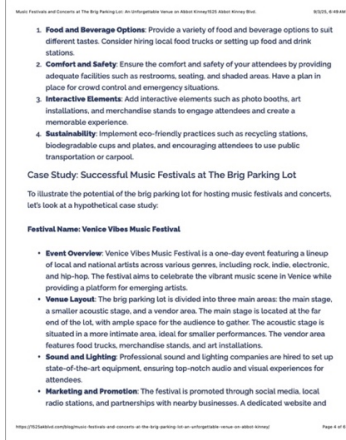 Music Festivals and Concerts at The Brig Parking Lot: An Unforgettable Venue on Abbot Kinney1525 Abbot Kinney Blvd.
1. Food and Beverage Options: Provide a variety of food and beverage options to suit
different tastes. Consider hiring local food trucks or setting up food and drink
stations.
2. Comfort and Safety: Ensure the comfort and safety of your attendees by providing
adequate facilities such as restrooms, seating, and shaded areas. Have a plan in
place for crowd control and emergency situations.
3. Interactive Elements: Add interactive elements such as photo booths, art
installations, and merchandise stands to engage attendees and create a
memorable experience.
4. Sustainability: Implement eco-friendly practices such as recycling stations,
biodegradable cups and plates, and encouraging attendees to use public
transportation or carpool.
Case Study: Successful Music Festivals at The Brig Parking Lot
To illustrate the potential of the brig parking lot for hosting music festivals and concerts,
let's look at a hypothetical case study:
Festival Name: Venice Vibes Music Festival
• Event Overview: Venice Vibes Music Festival is a one-day event featuring a lineup
of local and national artists across various genres, including rock, indie, electronic,
and hip-hop. The festival aims to celebrate the vibrant music scene in Venice while
providing a platform for emerging artists.
• Venue Layout: The brig parking lot is divided into three main areas: the main stage,
a smaller acoustic stage, and a vendor area. The main stage is located at the far
end of the lot, with ample space for the audience to gather. The acoustic stage is
situated in a more intimate area, ideal for smaller performances. The vendor area
features food trucks, merchandise stands, and art installations.
• Sound and Lighting: Professional sound and lighting companies are hired to set up
state-of-the-art equipment, ensuring top-notch audio and visual experiences for
attendees.
• Marketing and Promotion: The festival is promoted through social media, local
radio stations, and partnerships with nearby businesses. A dedicated website and
https://1525akblvd.com/blog/music-festivals-and-concerts-at-the-brig-parking-lot-an-unforgettable-venue-on-abbot-kinney/
Page 4 of 6